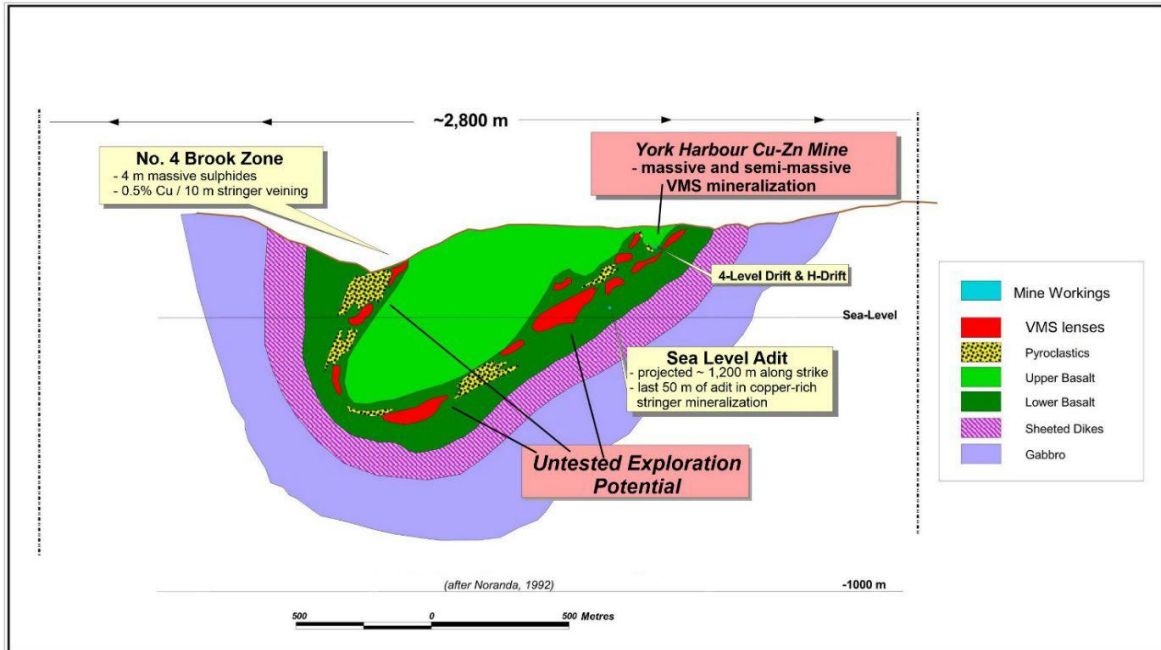 ~2,800 m
No. 4 Brook Zone
- 4 m massive sulphides
- 0.5% Cu / 10 m stringer veining
York Harbour Cu-Zn Mine
- massive and semi-massive
VMS mineralization
4-Level Drift & H-Drift
Sea-Level
Sea Level Adit
- projected ~ 1,200 m along strike
- last 50 m of adit in copper-rich
stringer mineralization
Untested Exploration
Potential
Mine Workings
VMS lenses
Pyroclastics
Upper Basalt
Lower Basalt
Sheeted Dikes
Gabbro
(after Noranda, 1992)
-1000 m
500 0 500 Metres